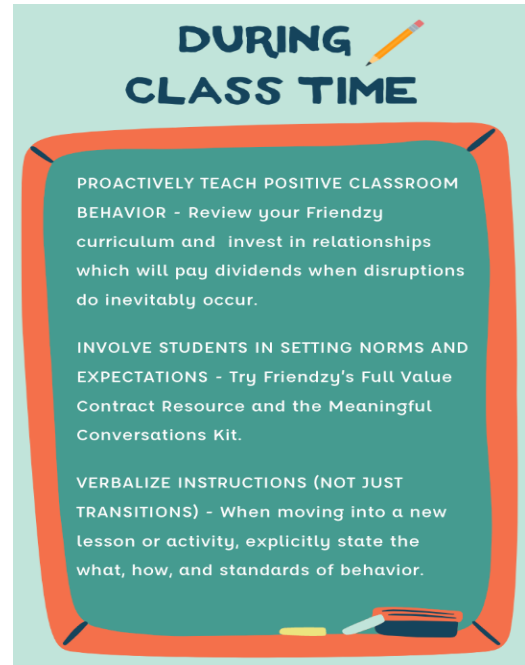 DURING
CLASS TIME
PROACTIVELY TEACH POSITIVE CLASSROOM
BEHAVIOR - Review your Friendzy
curriculum and invest in relationships
which will pay dividends when disruptions
do inevitably occur.
INVOLVE STUDENTS IN SETTING NORMS AND
EXPECTATIONS - Try Friendzy's Full Value
Contract Resource and the Meaningful
Conversations Kit.
VERBALIZE INSTRUCTIONS (NOT JUST
TRANSITIONS) - When moving into a new
lesson or activity, explicitly state the
what, how, and standards of behavior.